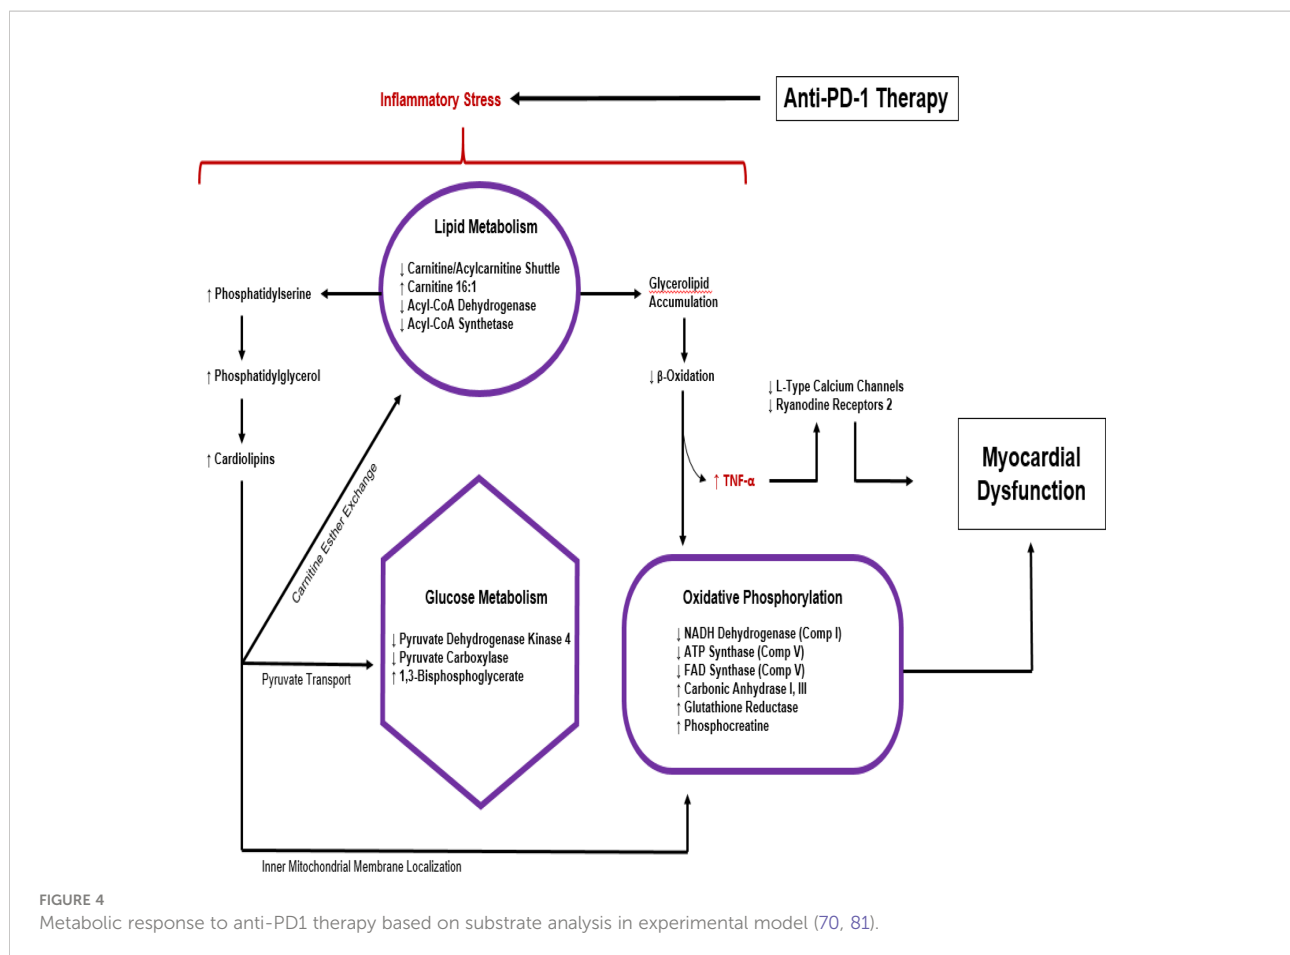 Anti-PD-1 Therapy
Inflammatory Stress
Lipid Metabolism
↓ Carnitine/Acylcarnitine Shuttle
↑ Carnitine 16:1
↓ Acyl-CoA Dehydrogenase
↓ Acyl-CoA Synthetase
↑ Phosphatidylserine
↑ Phosphatidylglycerol
↑ Cardiolipins
Glycerolipid
Accumulation
↓ β-Oxidation
↑ TNF-α
↓ L-Type Calcium Channels
↓ Ryanodine Receptors 2
Myocardial
Dysfunction
Carnitine Esther Exchange
Glucose Metabolism
↓ Pyruvate Dehydrogenase Kinase 4
↓ Pyruvate Carboxylase
↑ 1,3-Bisphosphoglycerate
Pyruvate Transport
Oxidative Phosphorylation
↓ NADH Dehydrogenase (Comp I)
↓ ATP Synthase (Comp V)
↓ FAD Synthase (Comp V)
↑ Carbonic Anhydrase I, III
↑ Glutathione Reductase
↑ Phosphocreatine
Inner Mitochondrial Membrane Localization
FIGURE 4
Metabolic response to anti-PD1 therapy based on substrate analysis in experimental model (70, 81).